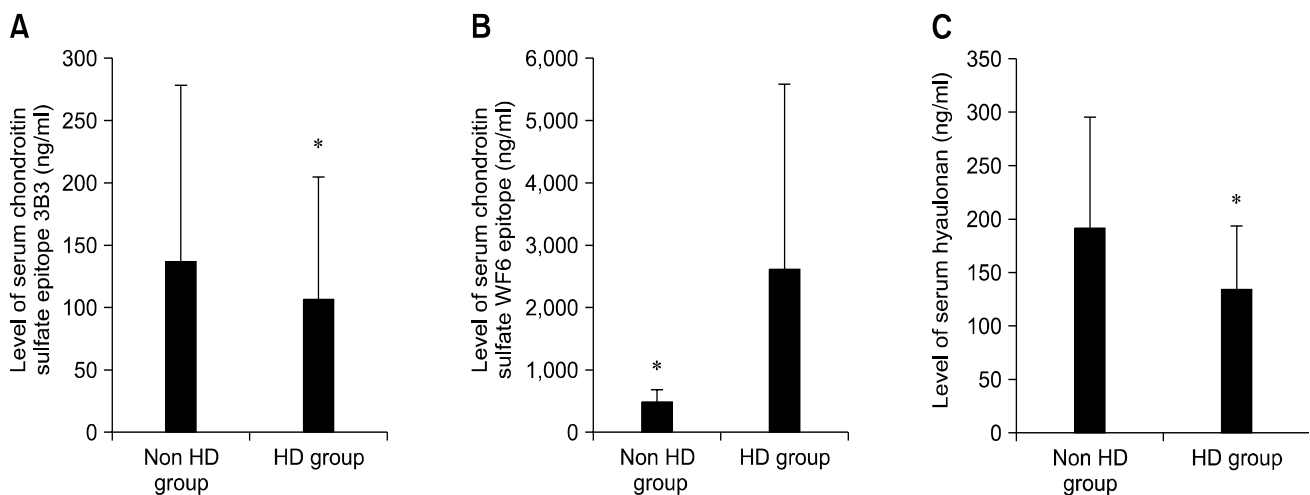 A
Level of serum chondroitin
sulfate epitope 3B3 (ng/ml)
300
250
200
150
100
50
0
*
Non HD
group
HD group
B
Level of serum chondroitin
sulfate WF6 epitope (ng/ml)
6,000
5,000
4,000
3,000
2,000
1,000
0
*
Non HD
group
HD group
C
Level of serum hyaulonan (ng/ml)
350
300
250
200
150
100
50
0
*
Non HD
group
HD group